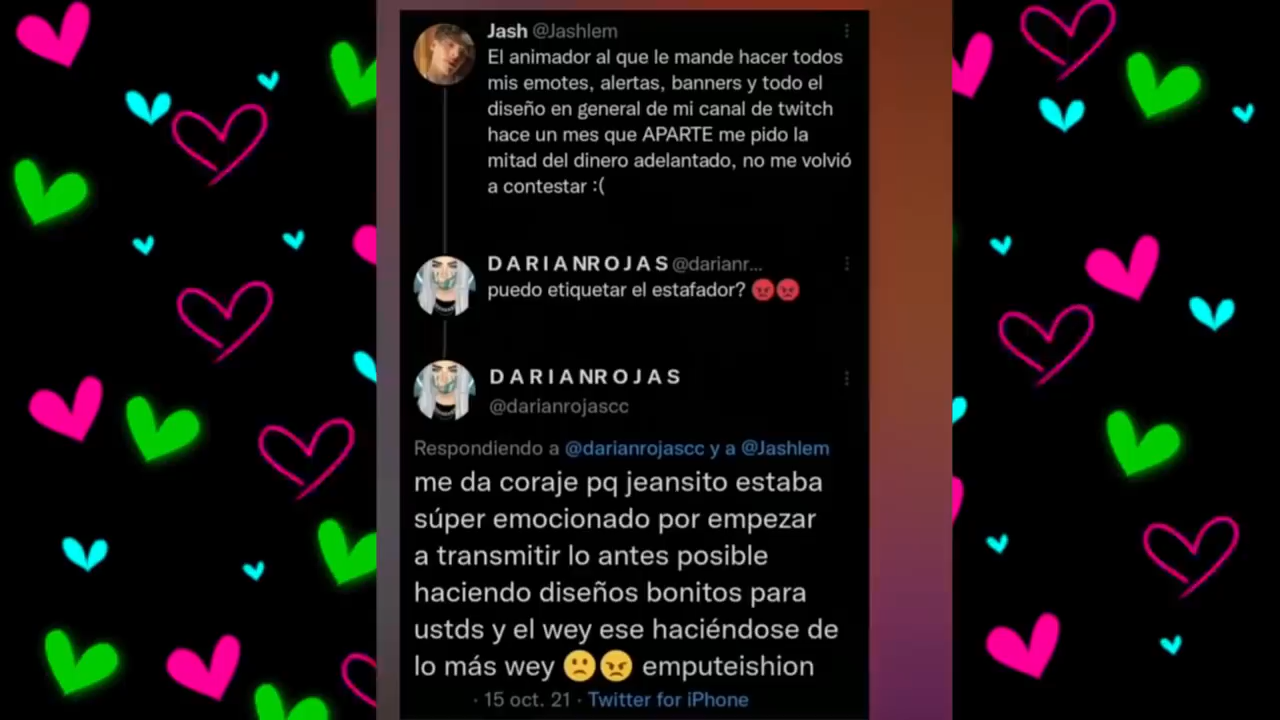 Jash @Jashlem
El animador al que le mande hacer todos
mis emotes, alertas, banners y todo el
diseño en general de mi canal de twitch
hace un mes que APARTE me pido la
mitad del dinero adelantado, no me volvió
a contestar :(
D A R I A N R O J A S @darianr...
puedo etiquetar el estafador? 😡😡
D A R I A N R O J A S
@darianrojascc
Respondiendo a @darianrojascc y a @Jashlem
me da coraje pq jeansito estaba
súper emocionado por empezar
a transmitir lo antes posible
haciendo diseños bonitos para
ustds y el wey ese haciéndose de
lo más wey 🙁😠 emputeishion
· 15 oct. 21 · Twitter for iPhone